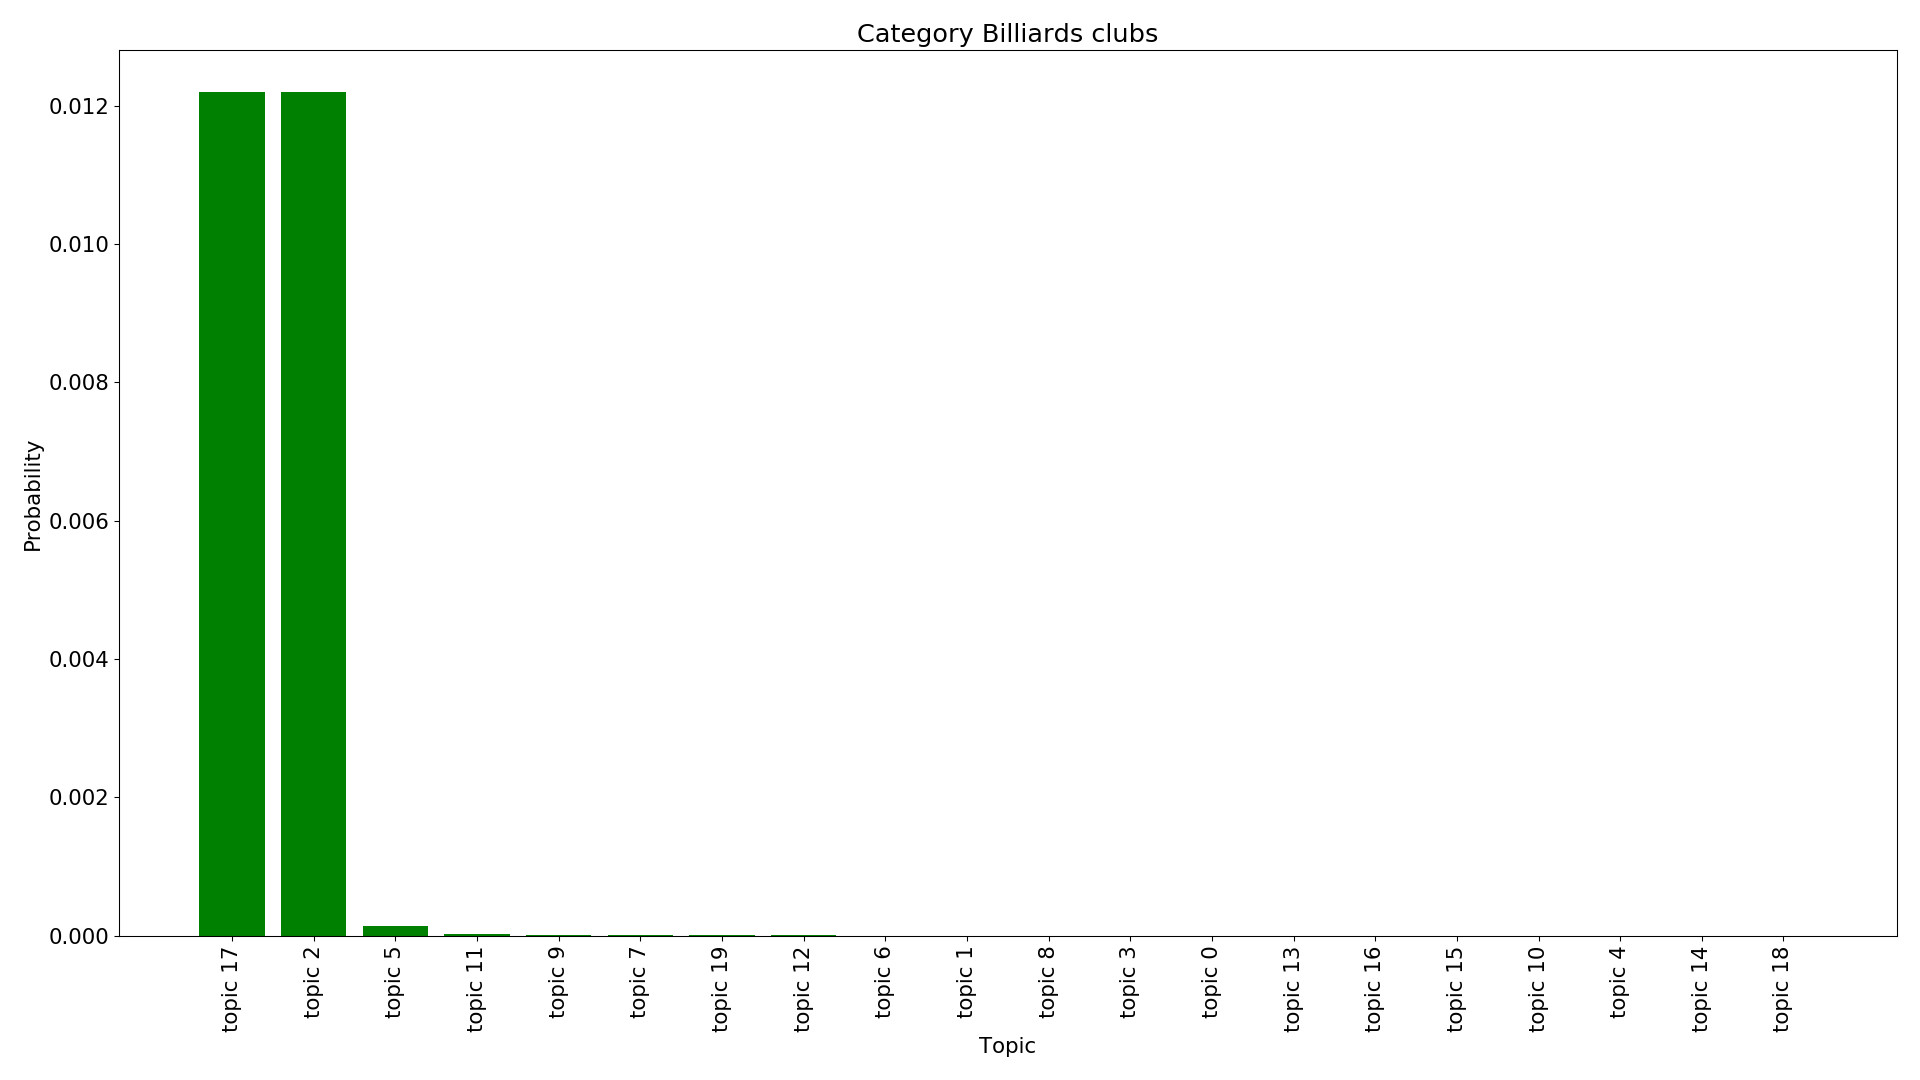 Category Billiards clubs
Probability
0.012
0.010
0.008
0.006
0.004
0.002
0.000
topic 17
topic 2
topic 5
topic 11
topic 9
topic 7
topic 19
topic 12
topic 6
topic 1
topic 8
topic 3
topic 0
topic 13
topic 16
topic 15
topic 10
topic 4
topic 14
topic 18
Topic